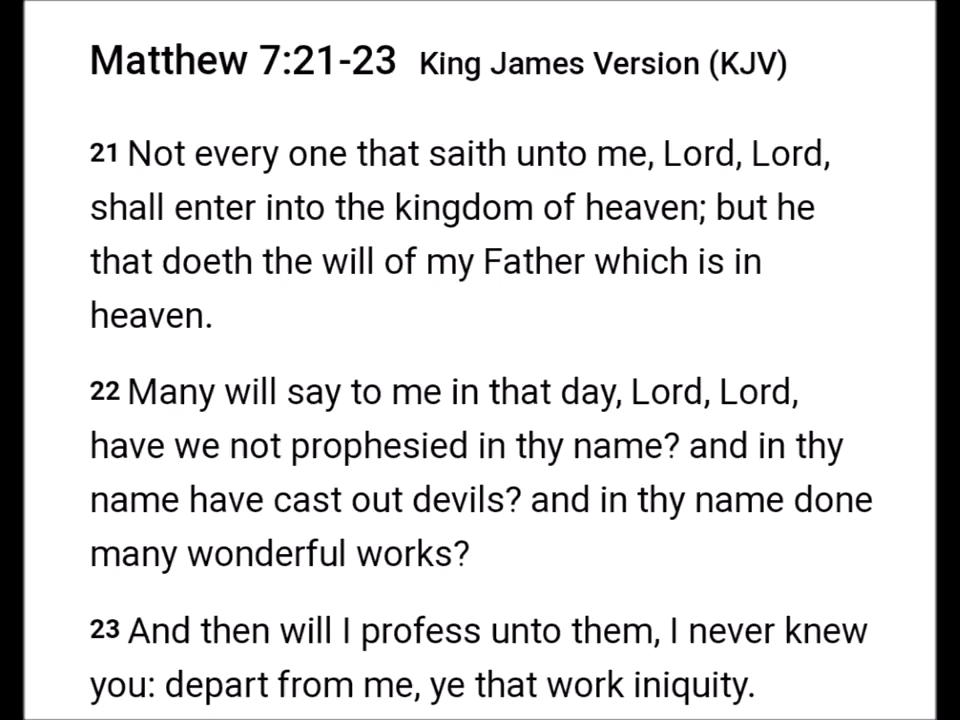 Matthew 7:21-23 King James Version (KJV)
21 Not every one that saith unto me, Lord, Lord,
shall enter into the kingdom of heaven; but he
that doeth the will of my Father which is in
heaven.
22 Many will say to me in that day, Lord, Lord,
have we not prophesied in thy name? and in thy
name have cast out devils? and in thy name done
many wonderful works?
23 And then will I profess unto them, I never knew
you: depart from me, ye that work iniquity.